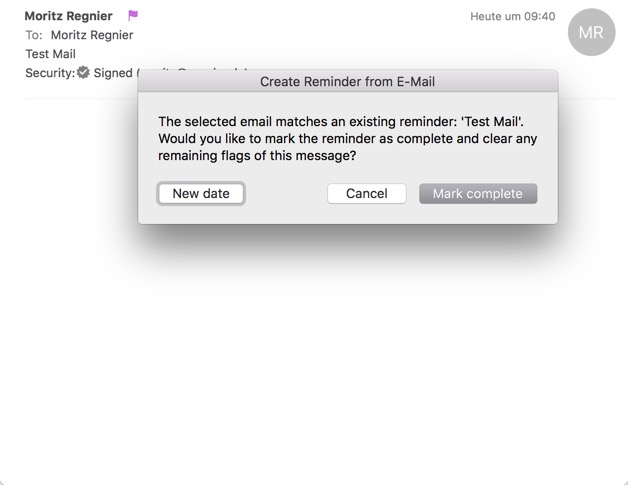 Moritz Regnier
Heute um 09:40
MR
To: Moritz Regnier
Test Mail
Security: Signed (
Create Reminder from E-Mail
The selected email matches an existing reminder: 'Test Mail'.
Would you like to mark the reminder as complete and clear any
remaining flags of this message?
New date
Cancel
Mark complete